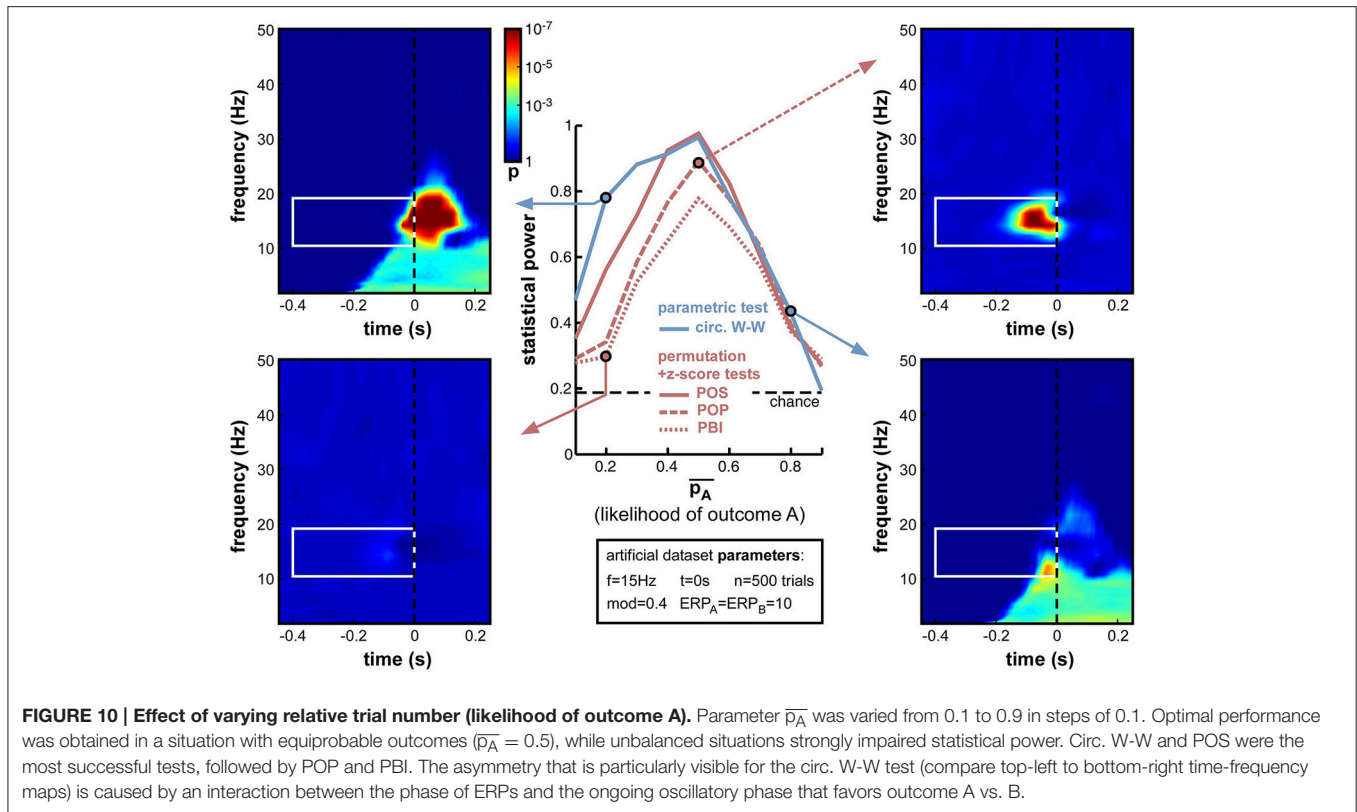 50
40
30
20
10
frequency (Hz)
-0.4 -0.2 0 0.2
time (s)
10-7
10-5
10-3
1
p
50
40
30
20
10
frequency (Hz)
-0.4 -0.2 0 0.2
time (s)
1
0.8
0.6
0.4
0.2
0
statistical power
parametric test
circ. W-W
permutation
+z-score tests
POS
POP
PBI
chance
0.2 0.4 0.6 0.8
pA
(likelihood of outcome A)
artificial dataset parameters:
f=15Hz t=0s n=500 trials
mod=0.4 ERPA=ERPB=10
50
40
30
20
10
frequency (Hz)
-0.4 -0.2 0 0.2
time (s)
50
40
30
20
10
frequency (Hz)
-0.4 -0.2 0 0.2
time (s)
FIGURE 10 | Effect of varying relative trial number (likelihood of outcome A). Parameter pA was varied from 0.1 to 0.9 in steps of 0.1. Optimal performance
was obtained in a situation with equiprobable outcomes (pA = 0.5), while unbalanced situations strongly impaired statistical power. Circ. W-W and POS were the
most successful tests, followed by POP and PBI. The asymmetry that is particularly visible for the circ. W-W test (compare top-left to bottom-right time-frequency
maps) is caused by an interaction between the phase of ERPs and the ongoing oscillatory phase that favors outcome A vs. B.